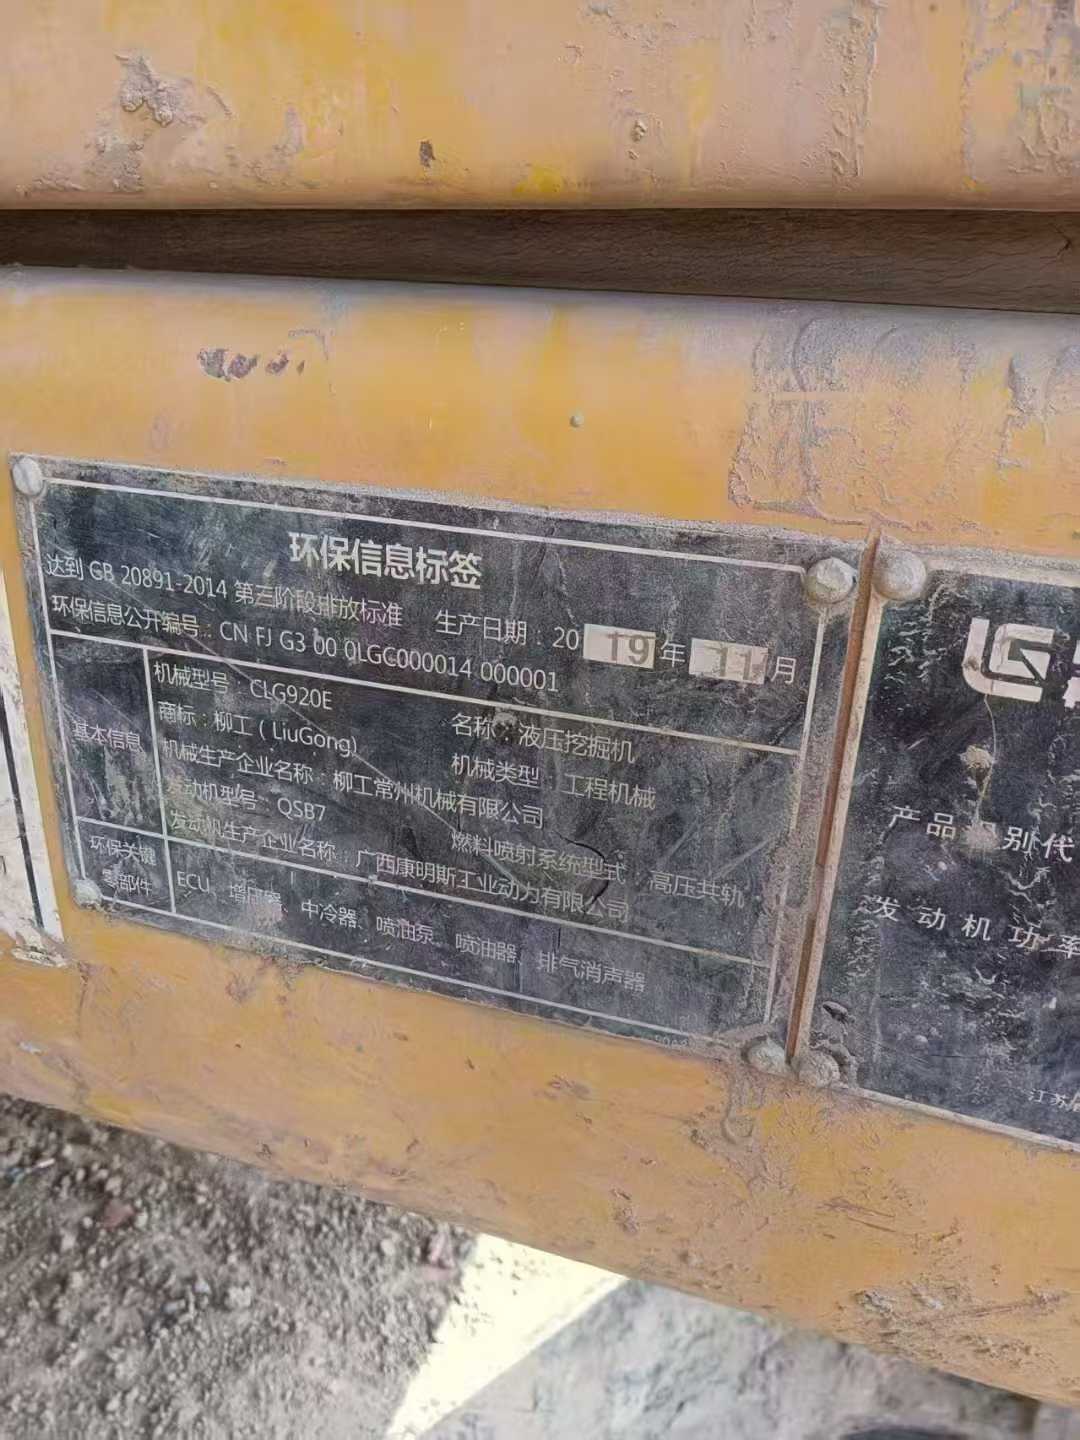 环保信息标签
达到 GB 20891-2014 第三阶段排放标准 生产日期：2019年11月
环保信息公开编号：CN FJ G3 00 0LGC000014 000001
基本信息
机械型号：CLG920E 名称：液压挖掘机
商标：柳工（LiuGong） 机械类型：工程机械
机械生产企业名称：柳工常州机械有限公司
发动机型号：QSB7 燃料喷射系统型式：高压共轨
发动机生产企业名称：广西康明斯工业动力有限公司
环保关键零部件
ECU、增压器、中冷器、喷油泵、喷油器、排气消声器
LG
产品识别代
发动机功率
江苏